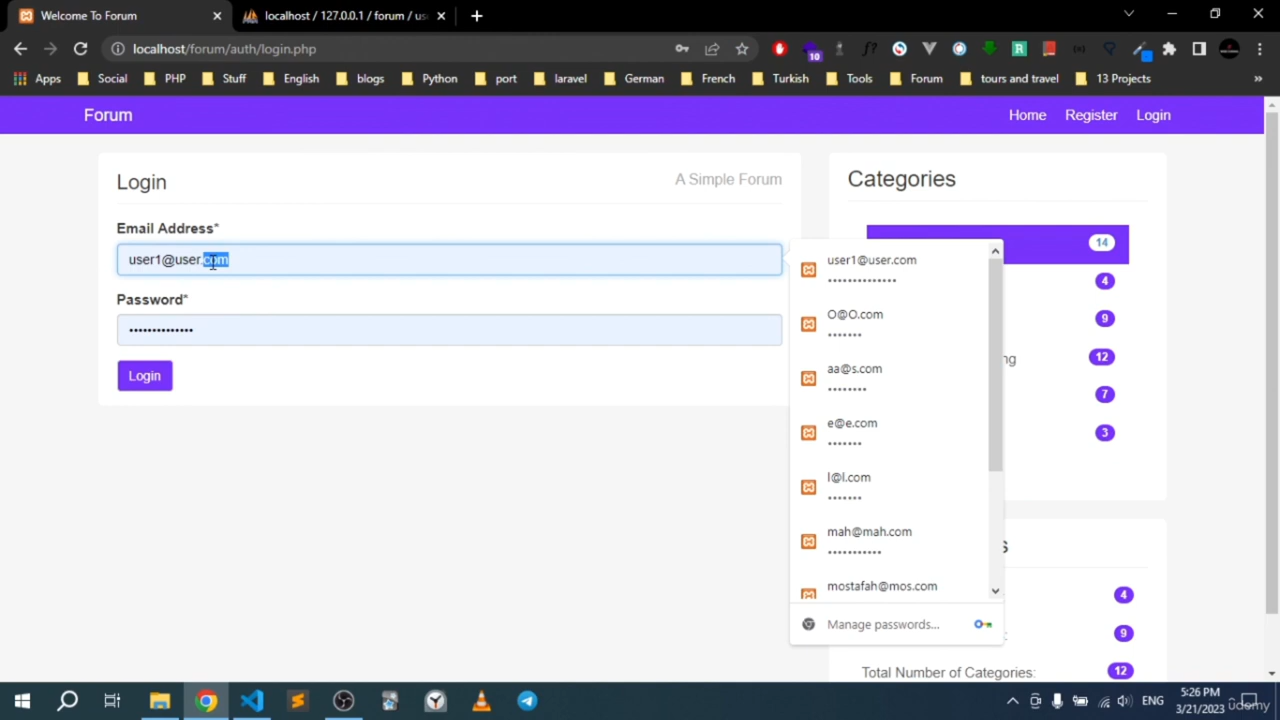 Welcome To Forum
localhost / 127.0.0.1 / forum / us
localhost/forum/auth/login.php
10
Apps Social PHP Stuff English blogs Python port laravel German French Turkish Tools Forum tours and travel 13 Projects »
Forum
Home Register Login
Login
A Simple Forum
Email Address*
user1@user.com
Password*
••••••••••••••
Login
user1@user.com
••••••••••••••
O@O.com
•••••••
aa@s.com
••••••••
e@e.com
•••••••
l@l.com
•••••••
mah@mah.com
•••••••••••
mostafah@mos.com
Manage passwords...
Categories
14
4
9
ng 12
7
3
s
4
9
Total Number of Categories: 12
ENG
5:26 PM
3/21/2023
udemy